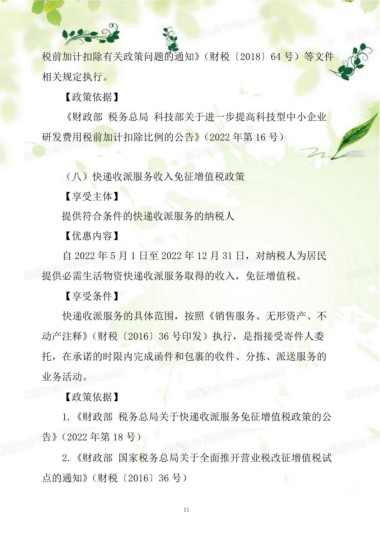 税前加计扣除有关政策问题的通知》（财税〔2018〕64 号）等文件
相关规定执行。
【政策依据】
《财政部 税务总局 科技部关于进一步提高科技型中小企业
研发费用税前加计扣除比例的公告》（2022 年第 16 号）
（八）快递收派服务收入免征增值税政策
【享受主体】
提供符合条件的快递收派服务的纳税人
【优惠内容】
自 2022 年 5 月 1 日至 2022 年 12 月 31 日，对纳税人为居民
提供必需生活物资快递收派服务取得的收入，免征增值税。
【享受条件】
快递收派服务的具体范围，按照《销售服务、无形资产、不
动产注释》（财税〔2016〕36 号印发）执行，是指接受寄件人委
托，在承诺的时限内完成函件和包裹的收件、分拣、派送服务的
业务活动。
【政策依据】
1.《财政部 税务总局关于快递收派服务免征增值税政策的公
告》（2022 年第 18 号）
2.《财政部 国家税务总局关于全面推开营业税改征增值税试
点的通知》（财税〔2016〕36 号）
11